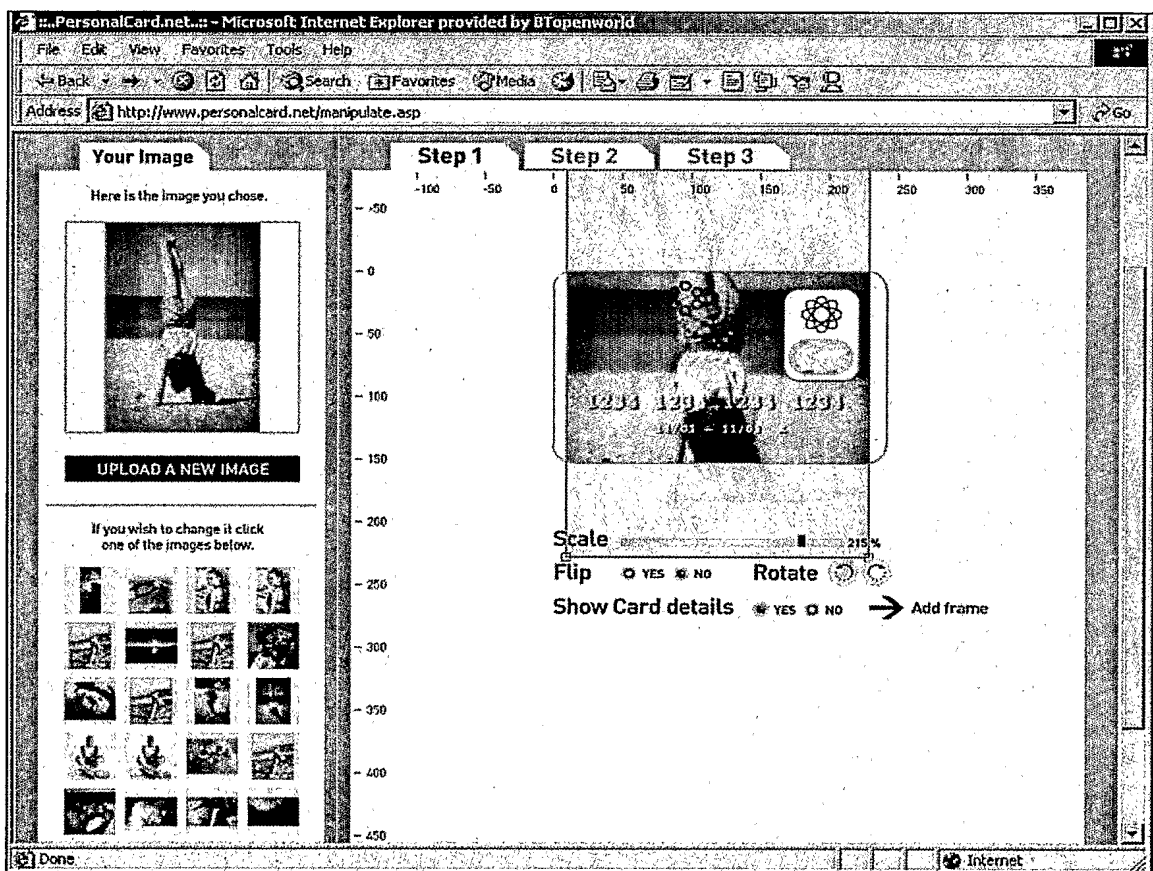 ::..PersonalCard.net..:: - Microsoft Internet Explorer provided by BTopenworld
File Edit View Favorites Tools Help
Back Search Favorites Media
Address http://www.personalcard.net/manipulate.asp Go
Your Image
Here is the image you chose.
UPLOAD A NEW IMAGE
If you wish to change it click
one of the images below.
Step 1 Step 2 Step 3
-100 -50 0 50 100 150 200 250 300 350
-50
0
50
100
150
200
250
300
350
400
450
1234 1234 1234 1234
11/01 - 11/03
Scale 215 %
Flip YES NO Rotate
Show Card details YES NO Add frame
Done Internet